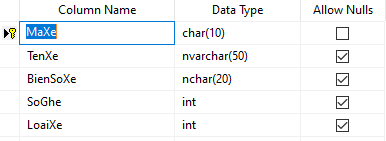 Column Name Data Type Allow Nulls
MaXe char(10)
TenXe nvarchar(50)
BienSoXe nchar(20)
SoGhe int
LoaiXe int